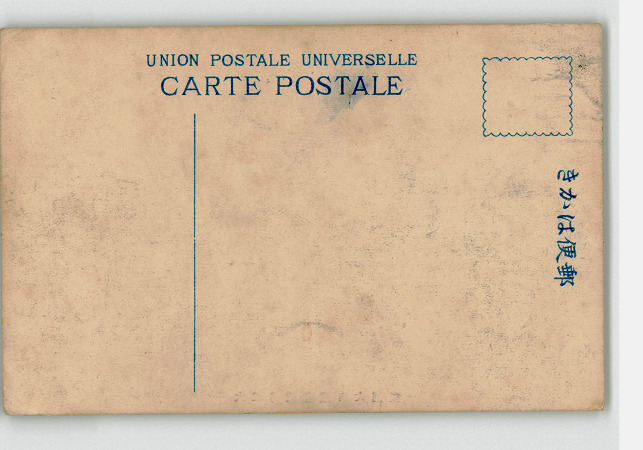 UNION POSTALE UNIVERSELLE
CARTE POSTALE
郵便はかき